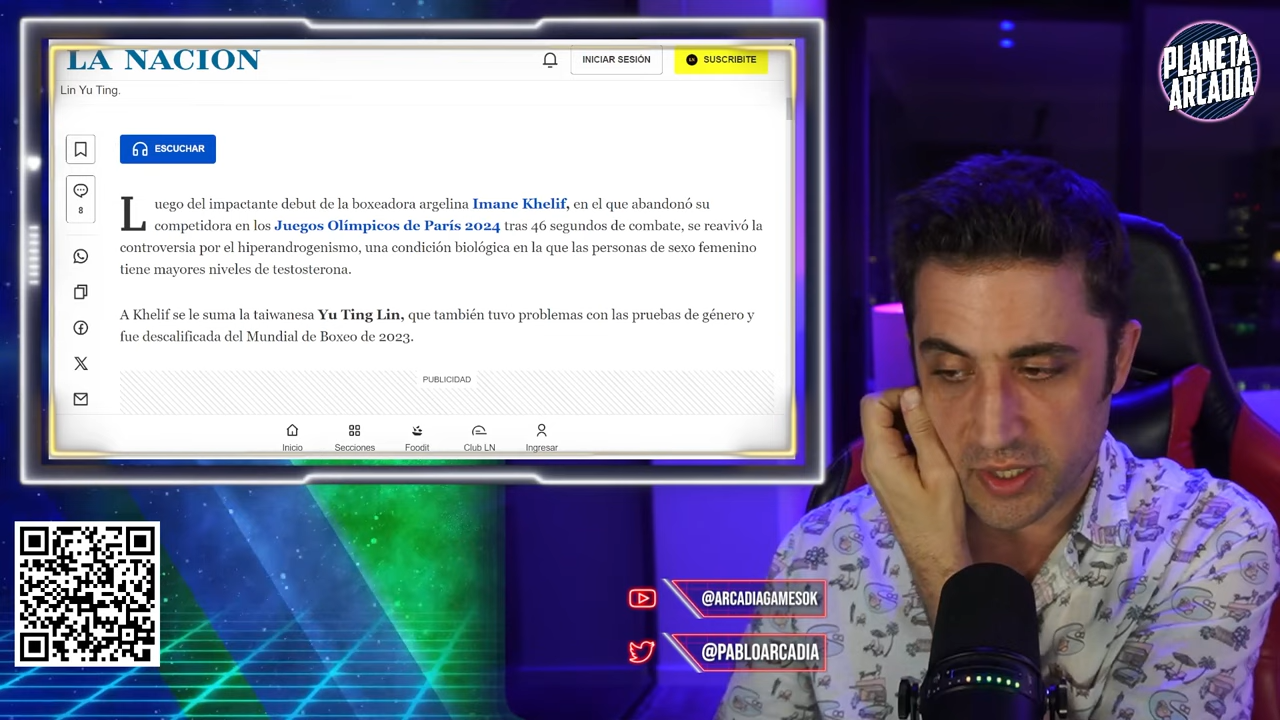 LA NACION
INICIAR SESIÓN
SUSCRIBITE
Lin Yu Ting.
ESCUCHAR
8
Luego del impactante debut de la boxeadora argelina Imane Khelif, en el que abandonó su
competidora en los Juegos Olímpicos de París 2024 tras 46 segundos de combate, se reavivó la
controversia por el hiperandrogenismo, una condición biológica en la que las personas de sexo femenino
tiene mayores niveles de testosterona.
A Khelif se le suma la taiwanesa Yu Ting Lin, que también tuvo problemas con las pruebas de género y
fue descalificada del Mundial de Boxeo de 2023.
PUBLICIDAD
Inicio
Secciones
Foodit
Club LN
Ingresar
PLANETA
ARCADIA
@ARCADIAGAMESOK
@PABLOARCADIA